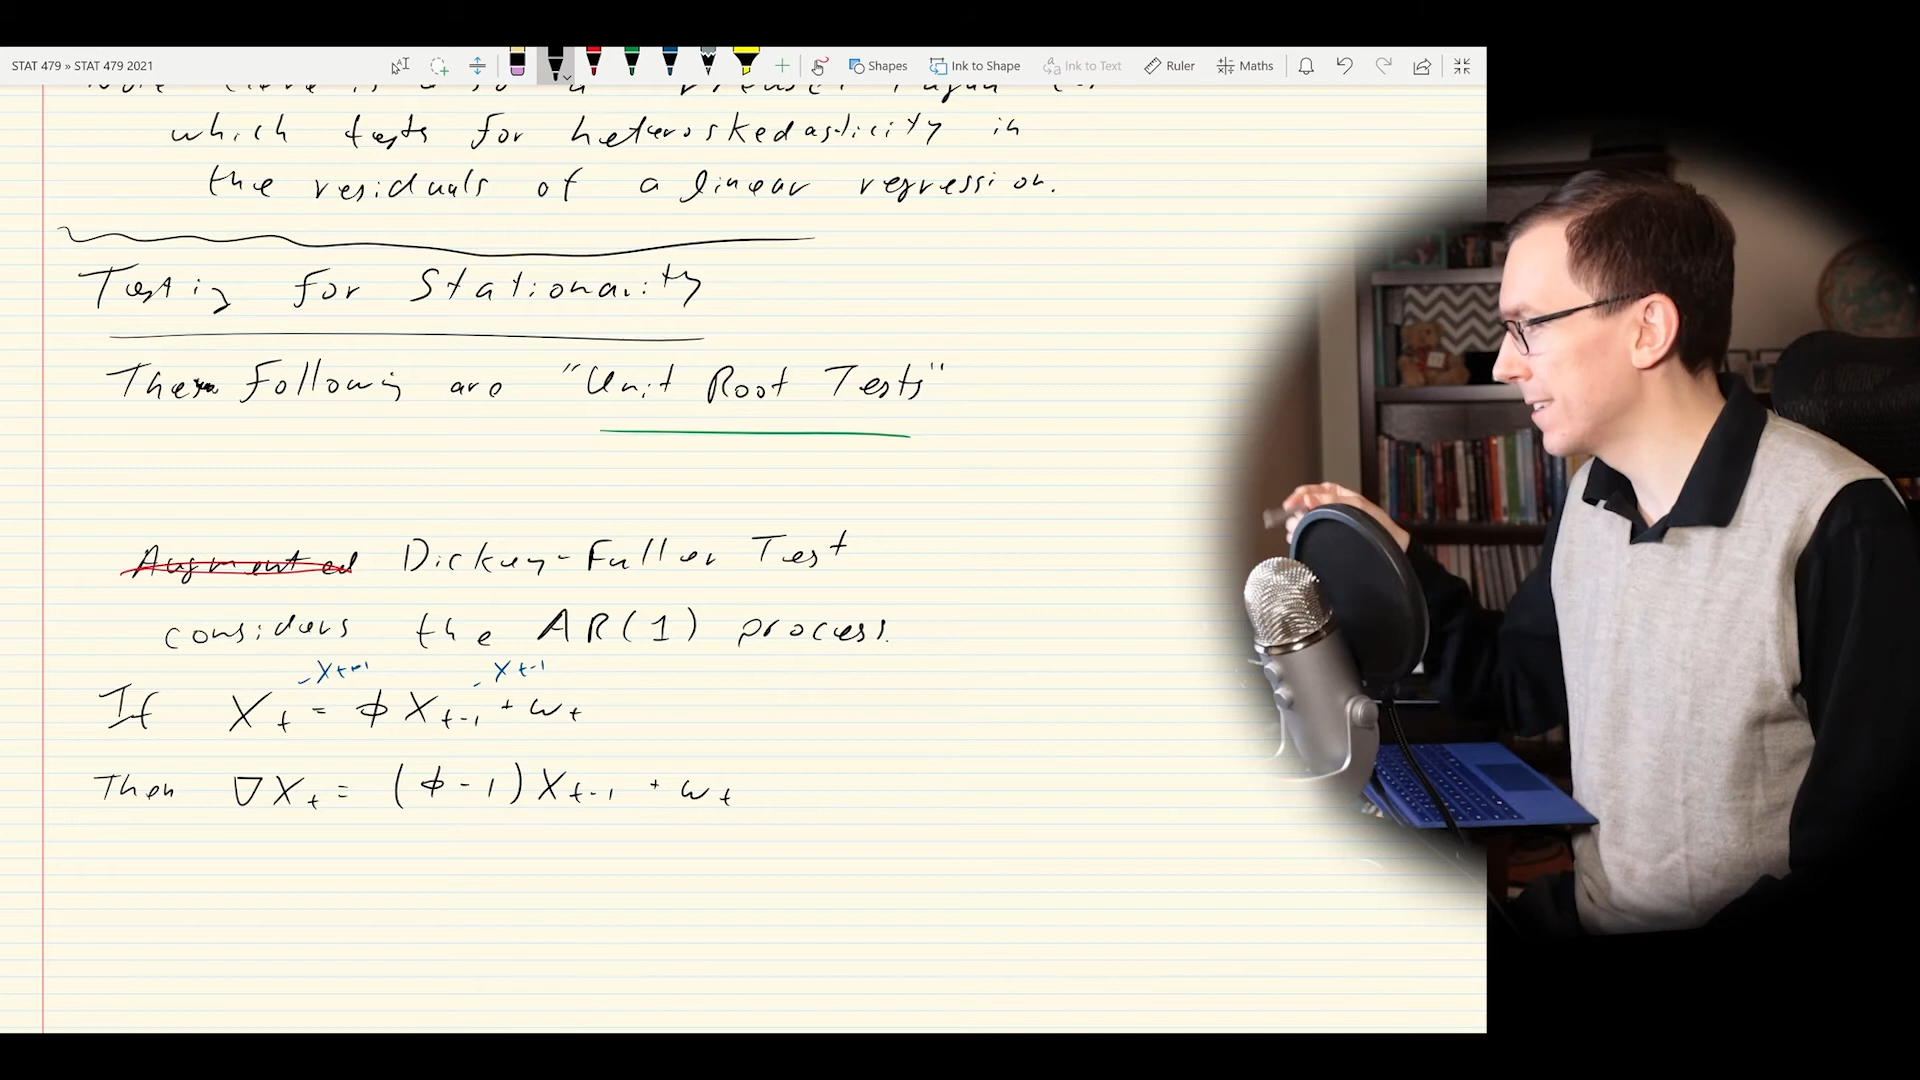 STAT 479 » STAT 479 2021 Shapes Ink to Shape Ink to Text Ruler Maths
which tests for heteroskedasticity in
the residuals of a linear regression.
Testing for Stationarity
The Following are "Unit Root Tests"
Augmented Dickey-Fuller Test
considers the AR(1) process.
-Xt-1 - Xt-1
If Xt = ϕXt-1 + wt
Then ∇Xt = (ϕ-1)Xt-1 + wt